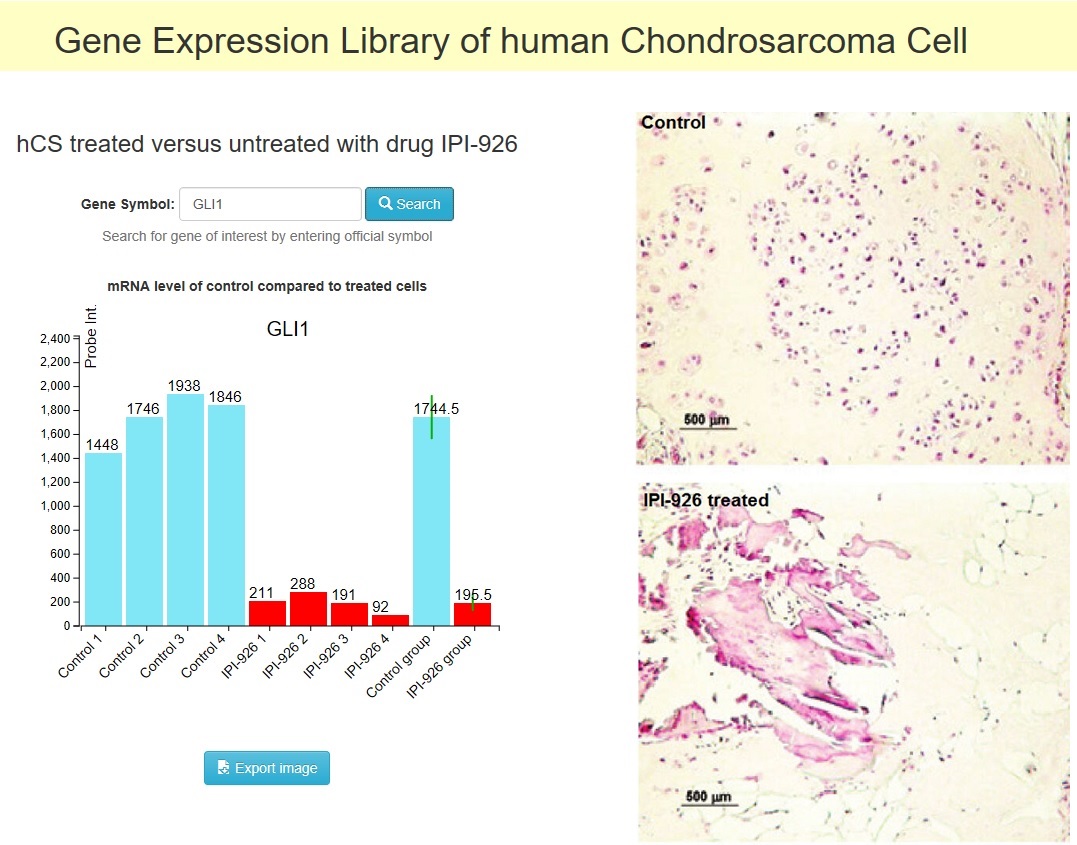 Gene Expression Library of human Chondrosarcoma Cell
hCS treated versus untreated with drug IPI-926
Gene Symbol: GLI1 Search
Search for gene of interest by entering official symbol
mRNA level of control compared to treated cells
GLI1
Probe Int.
2,400
2,200
2,000
1,800
1,600
1,400
1,200
1,000
800
600
400
200
0
1448
1746
1938
1846
211
288
191
92
1744.5
195.5
Control 1
Control 2
Control 3
Control 4
IPI-926 1
IPI-926 2
IPI-926 3
IPI-926 4
Control group
IPI-926 group
Export image
Control
500 µm
IPI-926 treated
500 µm